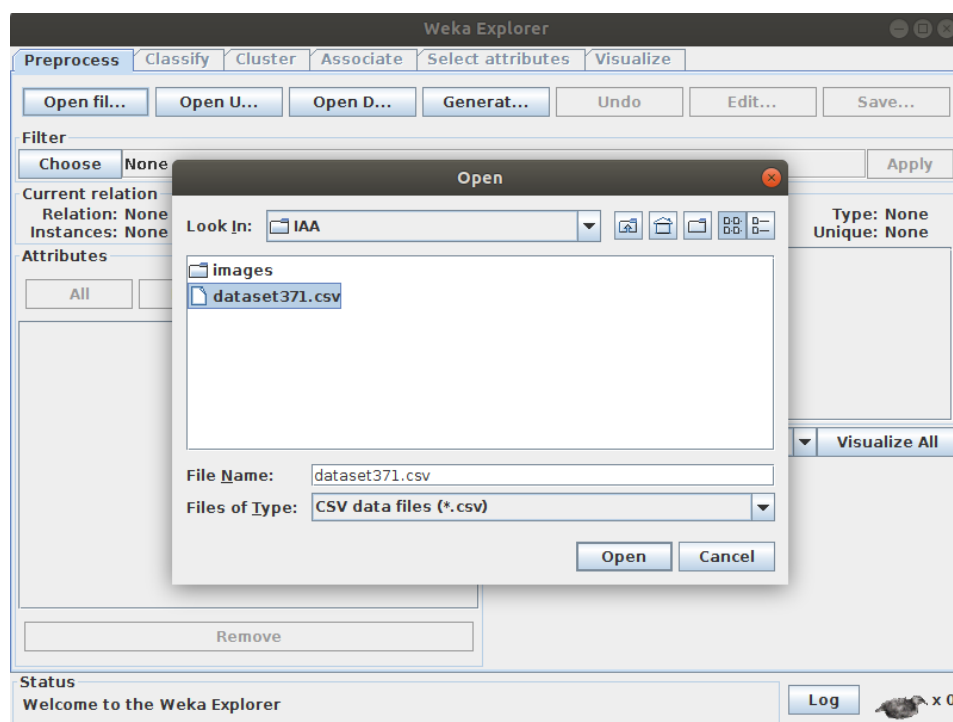 Weka Explorer
Preprocess Classify Cluster Associate Select attributes Visualize
Open fil... Open U... Open D... Generat... Undo Edit... Save...
Filter
Choose None Apply
Current relation
Relation: None
Instances: None
Type: None
Unique: None
Attributes
All
Open
Look In: IAA
images
dataset371.csv
File Name: dataset371.csv
Files of Type: CSV data files (*.csv)
Open Cancel
Visualize All
Remove
Status
Welcome to the Weka Explorer
Log x 0